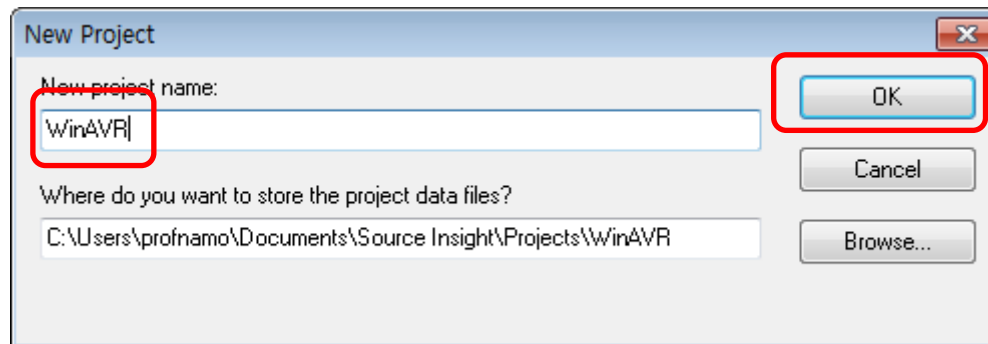 New Project
New project name:
OK
WinAVR
Cancel
Where do you want to store the project data files?
C:\Users\profnamo\Documents\Source Insight\Projects\WinAVR
Browse...